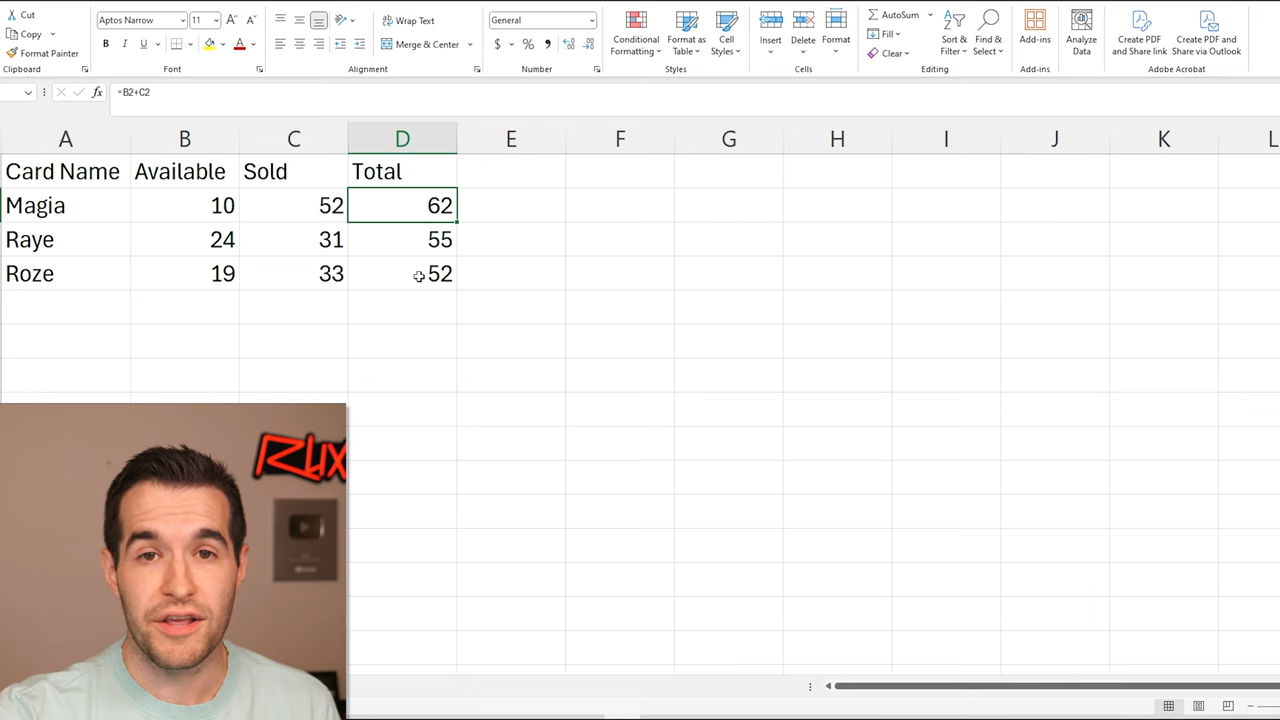 Cut
Copy
Format Painter
Clipboard
Aptos Narrow 11 A A
B I U A
Font
Wrap Text
Merge & Center
Alignment
General
$ % 9
Number
Conditional Formatting
Format as Table
Cell Styles
Styles
Insert
Delete
Format
Cells
AutoSum
Fill
Clear
Sort & Filter
Find & Select
Editing
Add-ins
Add-ins
Analyze Data
Create PDF and Share link
Create PDF and Share via Outlook
Adobe Acrobat
fx =B2+C2
A B C D E F G H I J K L
Card Name Available Sold Total
Magia 10 52 62
Raye 24 31 55
Roze 19 33 52